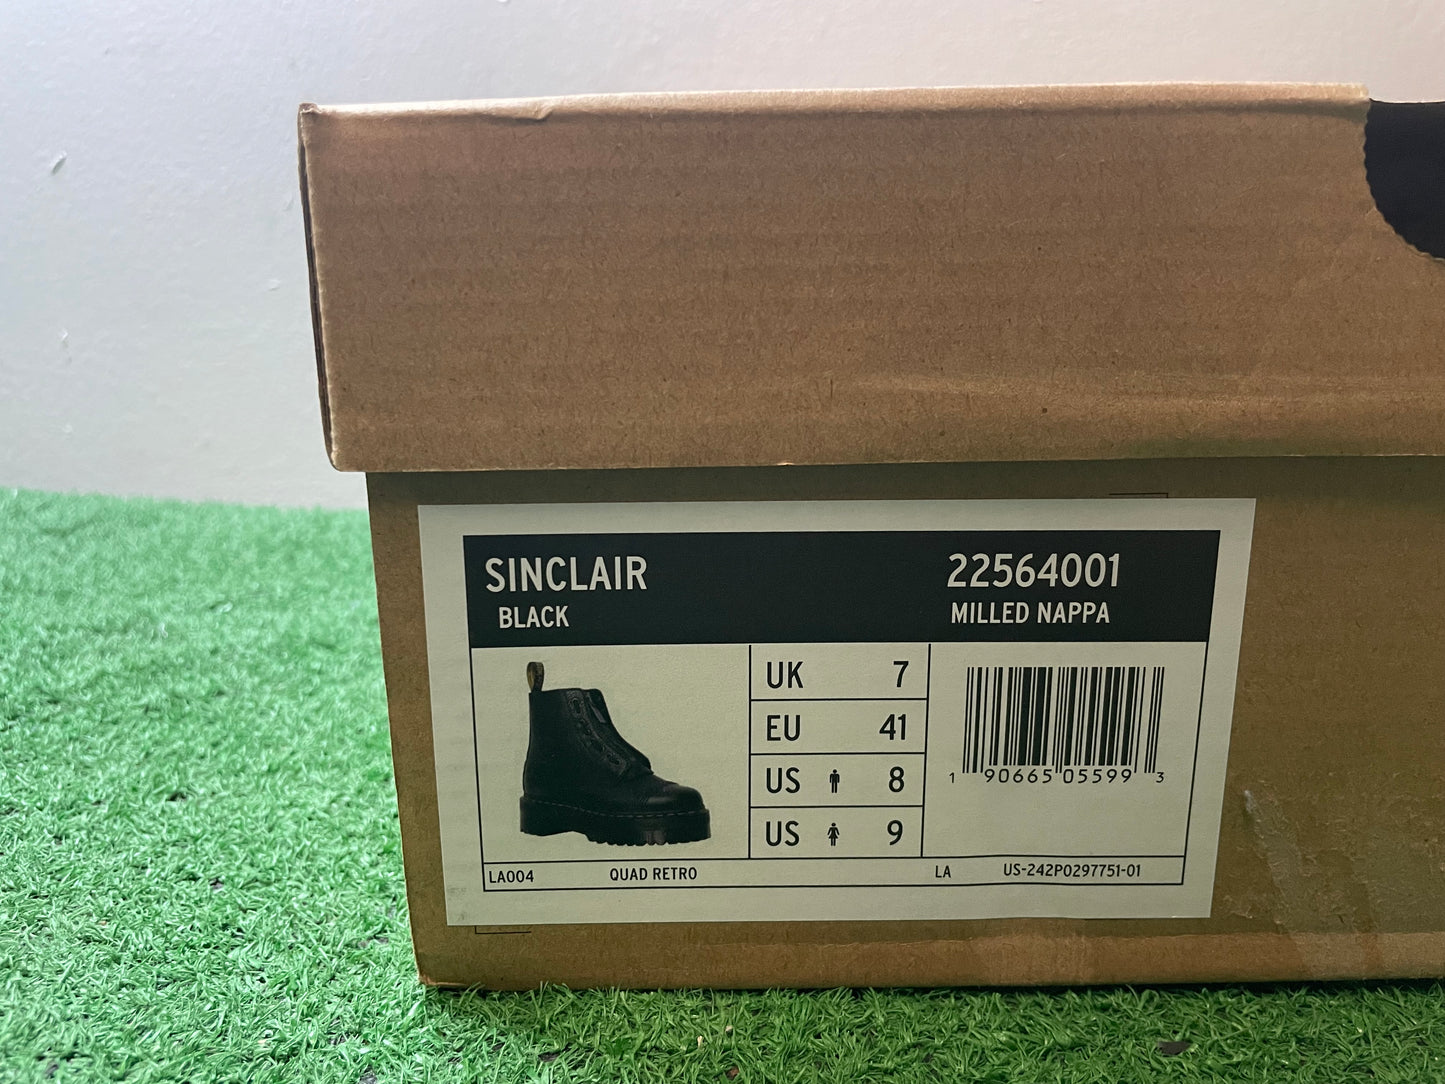 SINCLAIR
BLACK
22564001
MILLED NAPPA
UK 7
EU 41
US 8
US 9
1 90665 05599 3
LA004 QUAD RETRO LA US-242P0297751-01